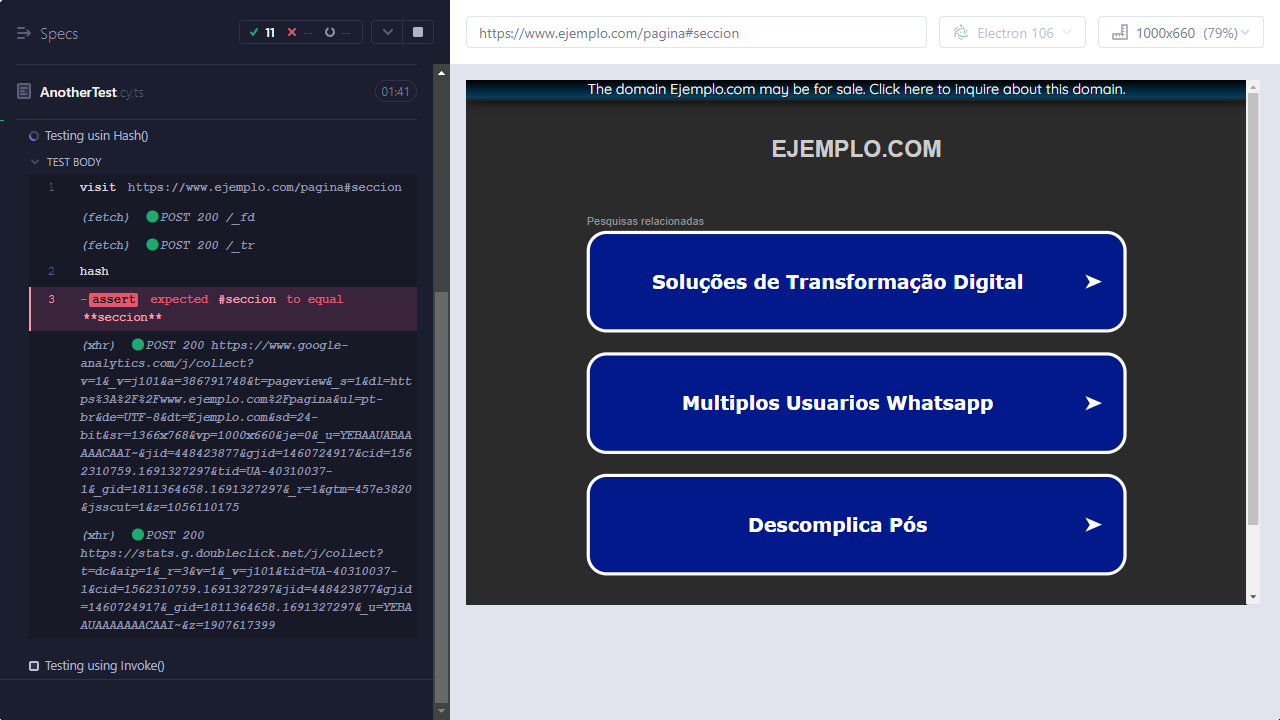 Specs
11
--
--
AnotherTest.cy.ts
01:41
Testing usin Hash()
TEST BODY
1 visit https://www.ejemplo.com/pagina#seccion
(fetch) POST 200 /_fd
(fetch) POST 200 /_tr
2 hash
3 -assert expected #seccion to equal
**seccion**
(xhr) POST 200 https://www.google-
analytics.com/j/collect?
v=1&_v=j101&a=386791748&t=pageview&_s=1&dl=htt
ps%3A%2F%2Fwww.ejemplo.com%2Fpagina&ul=pt-
br&de=UTF-8&dt=Ejemplo.com&sd=24-
bit&sr=1366x768&vp=1000x660&je=0&_u=YEBAAUABAA
AAACAAI~&jid=448423877&gjid=1460724917&cid=156
2310759.1691327297&tid=UA-40310037-
1&_gid=1811364658.1691327297&_r=1&gtm=457e3820
&jsscut=1&z=1056110175
(xhr) POST 200
https://stats.g.doubleclick.net/j/collect?
t=dc&aip=1&_r=3&v=1&_v=j101&tid=UA-40310037-
1&cid=1562310759.1691327297&jid=448423877&gjid
=1460724917&_gid=1811364658.1691327297&_u=YEBA
AUAAAAAAACAAI~&z=1907617399
Testing using Invoke()
https://www.ejemplo.com/pagina#seccion
Electron 106
1000x660 (79%)
The domain Ejemplo.com may be for sale. Click here to inquire about this domain.
EJEMPLO.COM
Pesquisas relacionadas
Soluções de Transformação Digital
Multiplos Usuarios Whatsapp
Descomplica Pós